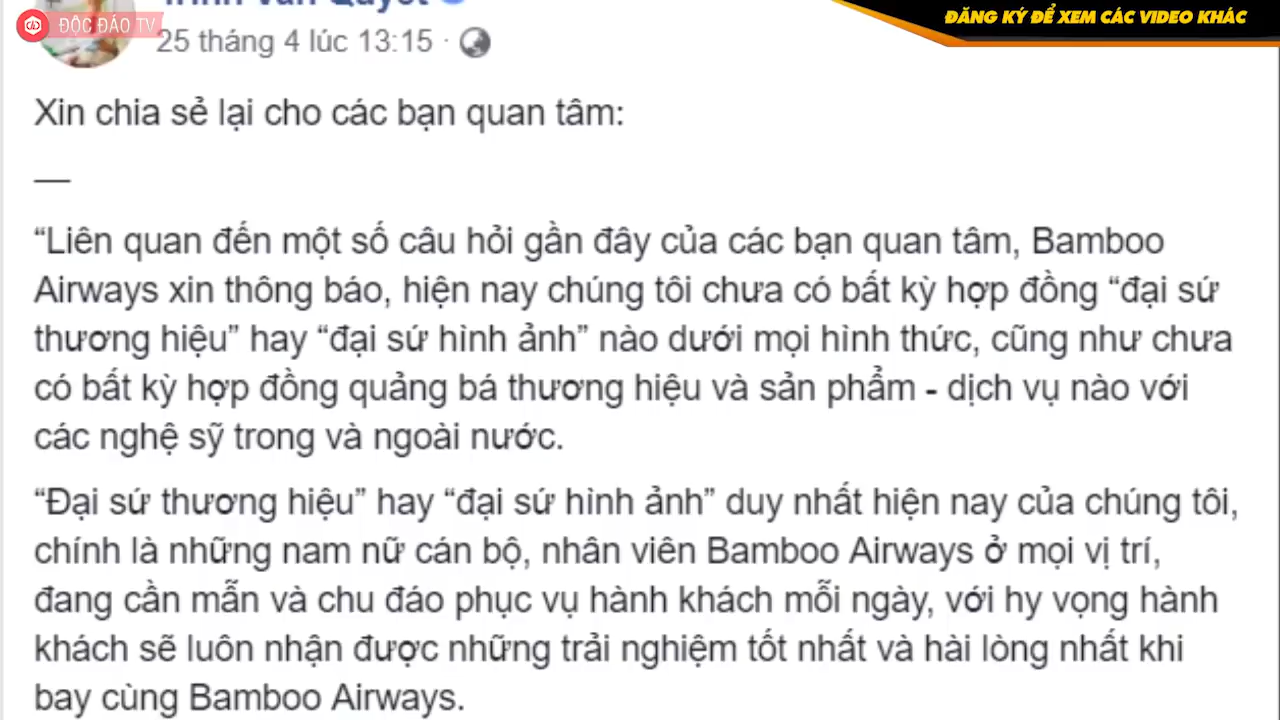 Trịnh Văn Quyết
ĐỘC ĐÁO TV
ĐĂNG KÝ ĐỂ XEM CÁC VIDEO KHÁC
25 tháng 4 lúc 13:15 ·
Xin chia sẻ lại cho các bạn quan tâm:
—
“Liên quan đến một số câu hỏi gần đây của các bạn quan tâm, Bamboo
Airways xin thông báo, hiện nay chúng tôi chưa có bất kỳ hợp đồng “đại sứ
thương hiệu” hay “đại sứ hình ảnh” nào dưới mọi hình thức, cũng như chưa
có bất kỳ hợp đồng quảng bá thương hiệu và sản phẩm - dịch vụ nào với
các nghệ sỹ trong và ngoài nước.
“Đại sứ thương hiệu” hay “đại sứ hình ảnh” duy nhất hiện nay của chúng tôi,
chính là những nam nữ cán bộ, nhân viên Bamboo Airways ở mọi vị trí,
đang cần mẫn và chu đáo phục vụ hành khách mỗi ngày, với hy vọng hành
khách sẽ luôn nhận được những trải nghiệm tốt nhất và hài lòng nhất khi
bay cùng Bamboo Airways.